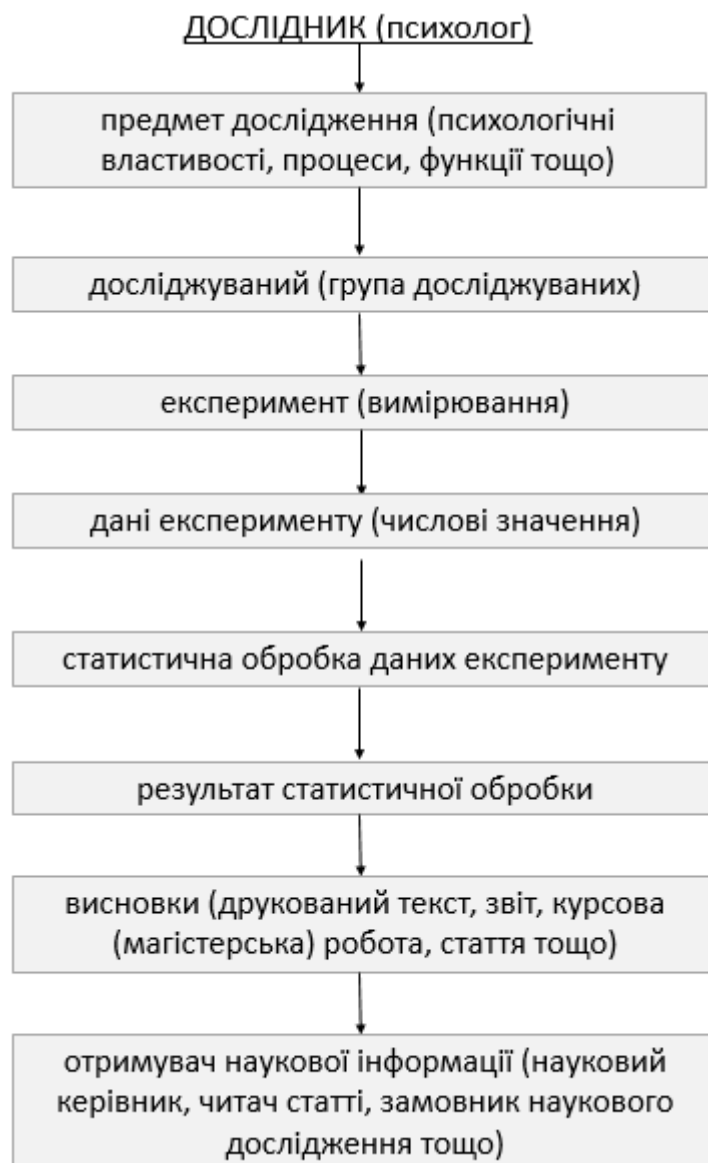 ДОСЛІДНИК (психолог)
предмет дослідження (психологічні
властивості, процеси, функції тощо)
досліджуваний (група досліджуваних)
експеримент (вимірювання)
дані експерименту (числові значення)
статистична обробка даних експерименту
результат статистичної обробки
висновки (друкований текст, звіт, курсова
(магістерська) робота, стаття тощо)
отримувач наукової інформації (науковий
керівник, читач статті, замовник наукового
дослідження тощо)